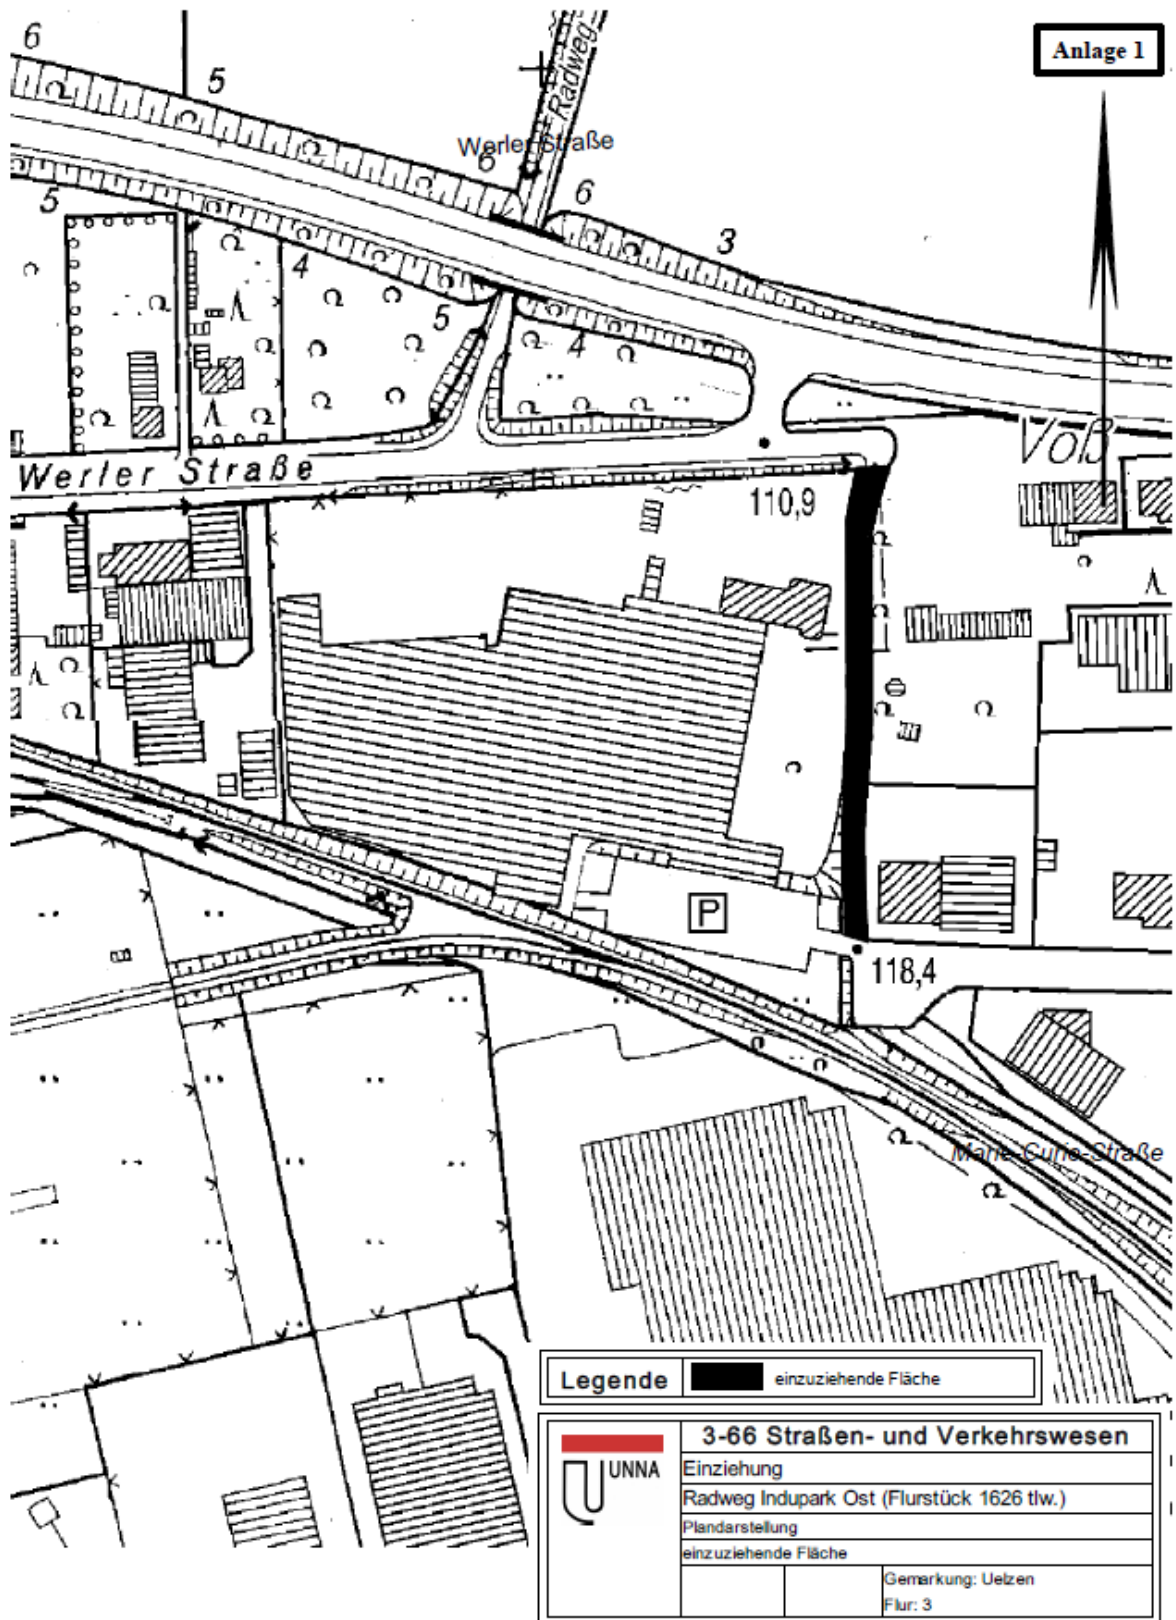 Anlage 1
6
5
Radweg
Werler Straße
6
6
3
5
4
5
4
Voß
Werler Straße
110,9
P
118,4
Marie-Curie-Straße
Legende
einzuziehende Fläche
3-66 Straßen- und Verkehrswesen
UNNA
Einziehung
Radweg Indupark Ost (Flurstück 1626 tlw.)
Plandarstellung
einzuziehende Fläche
Gemarkung: Uelzen
Flur: 3